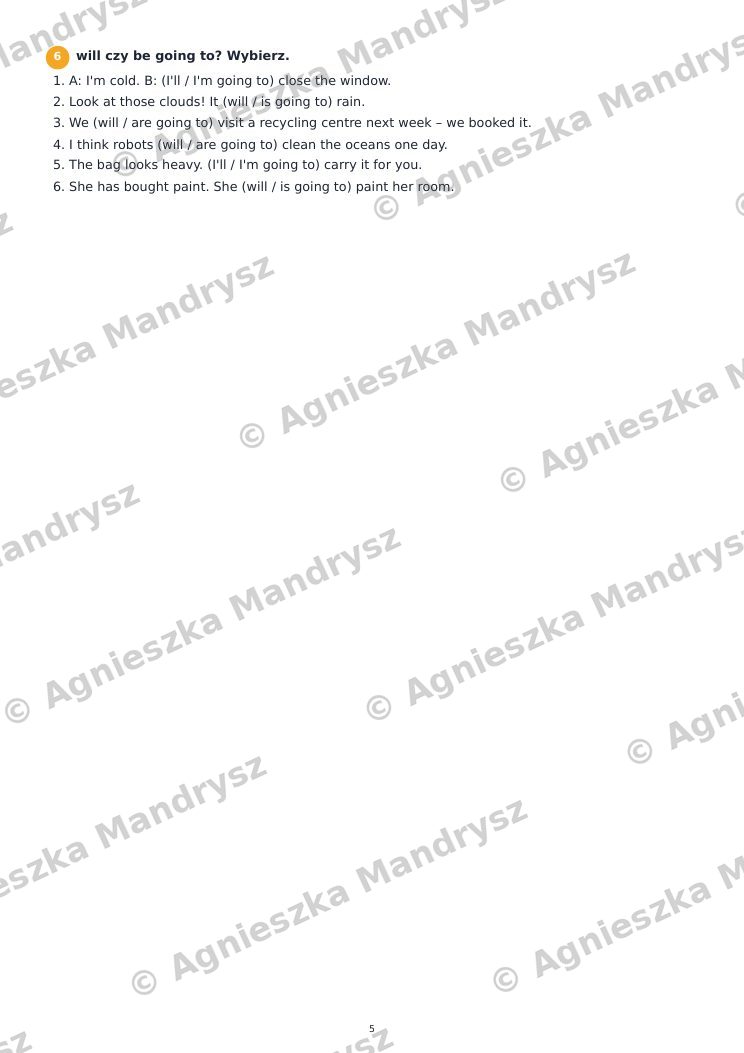 6 will czy be going to? Wybierz.
1. A: I'm cold. B: (I'll / I'm going to) close the window.
2. Look at those clouds! It (will / is going to) rain.
3. We (will / are going to) visit a recycling centre next week – we booked it.
4. I think robots (will / are going to) clean the oceans one day.
5. The bag looks heavy. (I'll / I'm going to) carry it for you.
6. She has bought paint. She (will / is going to) paint her room.
© Agnieszka Mandrysz
5